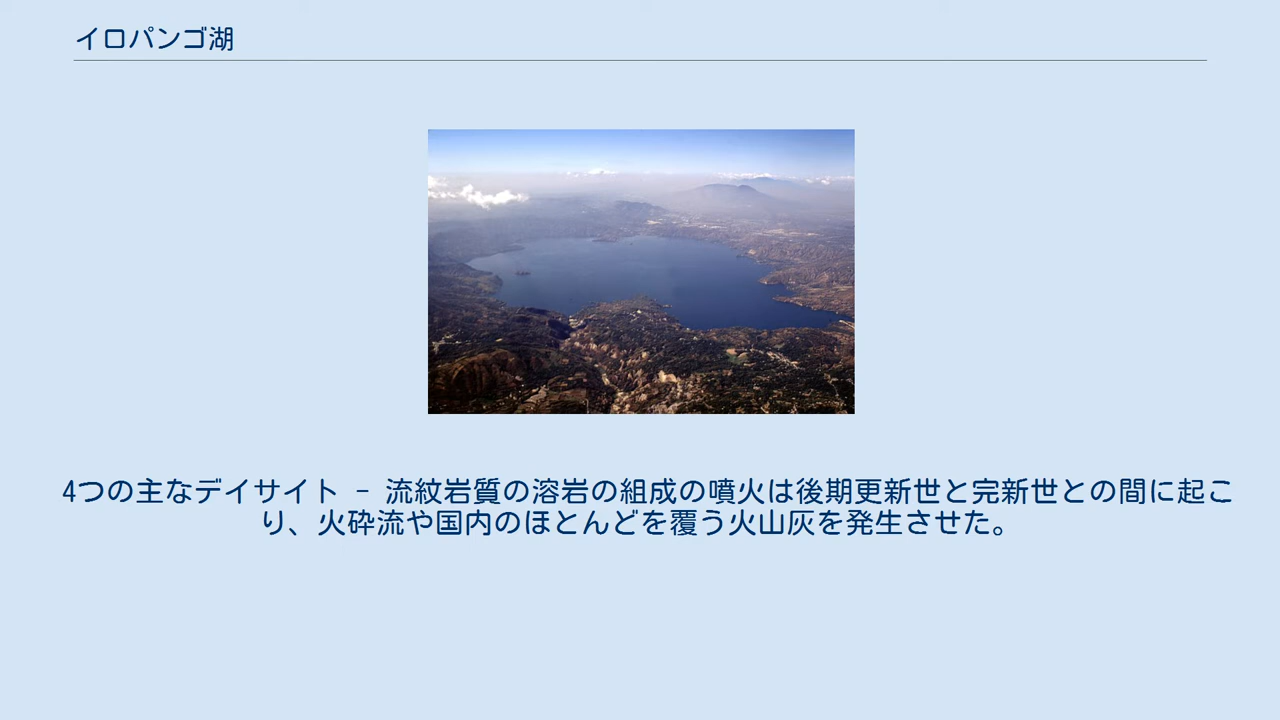 イロパンゴ湖
4つの主なデイサイト - 流紋岩質の溶岩の組成の噴火は後期更新世と完新世との間に起こ
り、火砕流や国内のほとんどを覆う火山灰を発生させた。